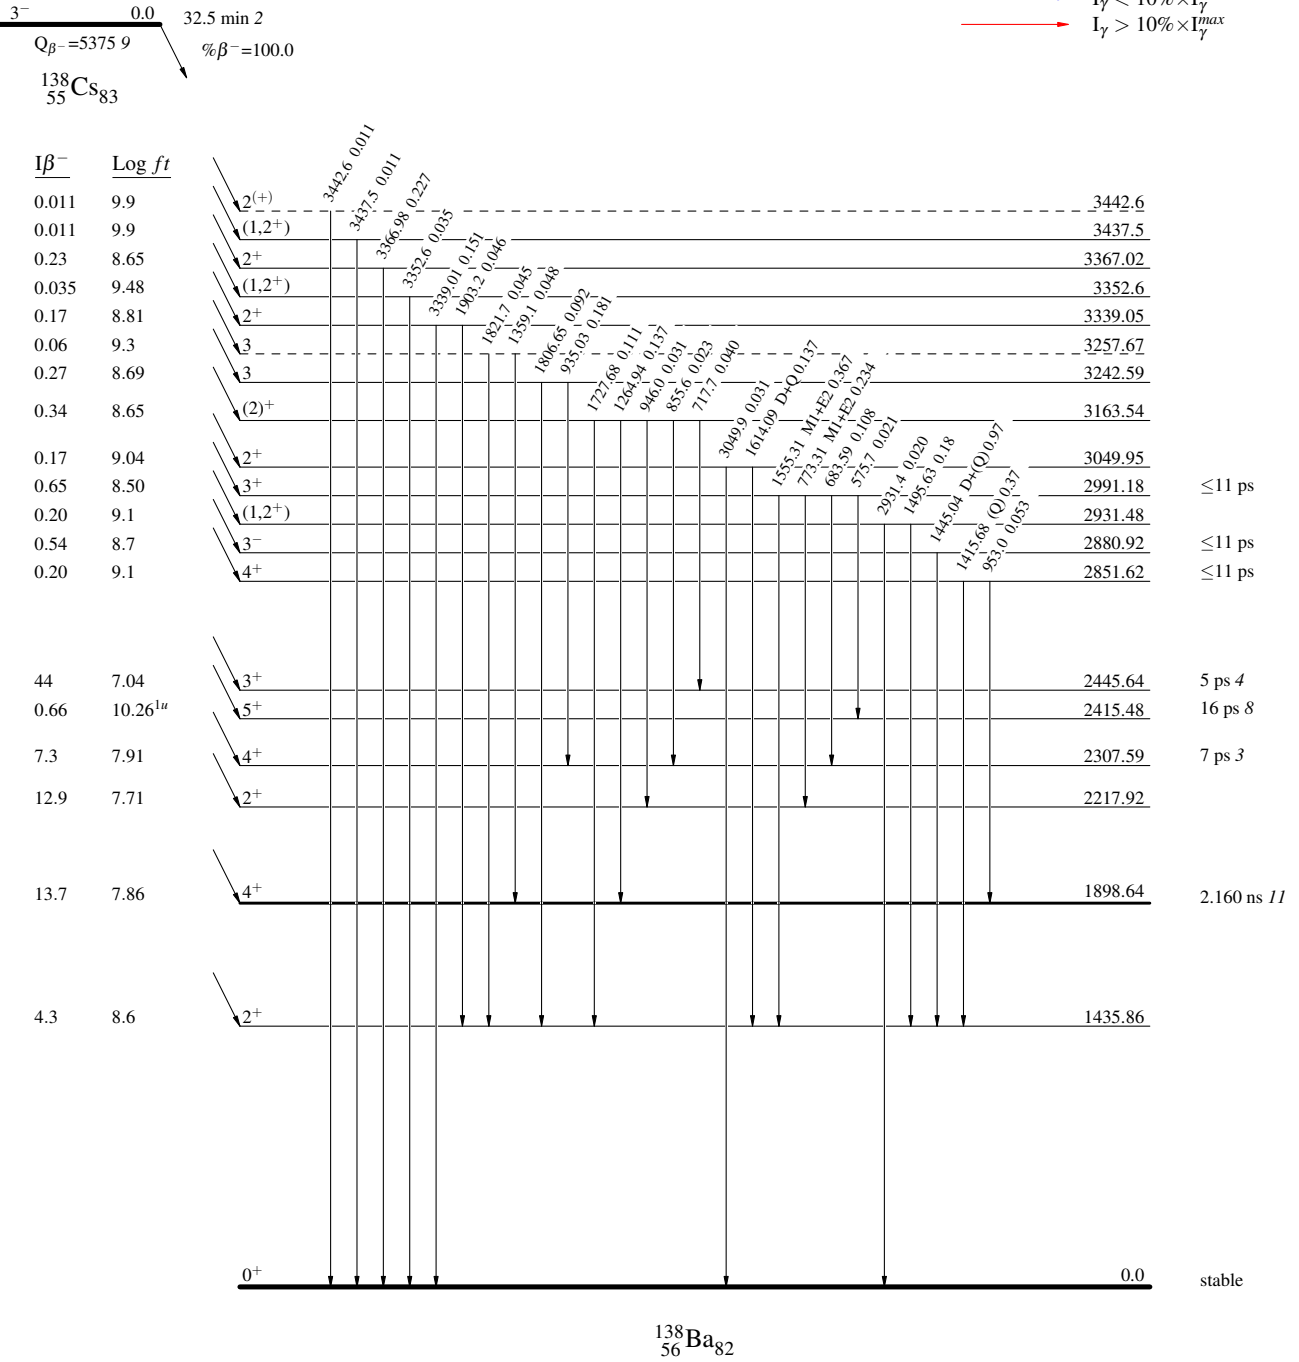 I_γ < 10%×I_γ
I_γ > 10%×I_γ^max
3⁻ 0.0 32.5 min 2
Q_β⁻=5375 9
%β⁻=100.0
¹³⁸₅₅Cs₈₃
Iβ⁻ Log ft
3442.6 0.011
3437.5 0.011
3366.98 0.227
3352.6 0.035
3339.01 0.151
1903.2 0.046
1821.7 0.045
1359.1 0.048
1806.65 0.092
935.03 0.181
1727.68 0.111
1264.94 0.137
946.0 0.031
855.6 0.023
717.7 0.040
3049.9 0.031
1614.09 D+Q 0.137
1555.31 M1+E2 0.367
773.31 M1+E2 0.234
683.59 0.108
575.7 0.021
2931.4 0.020
1495.63 0.18
1445.04 D+(Q) 0.97
1415.68 (Q) 0.37
953.0 0.053
0.011 9.9 2⁽⁺⁾ 3442.6
0.011 9.9 (1,2⁺) 3437.5
0.23 8.65 2⁺ 3367.02
0.035 9.48 (1,2⁺) 3352.6
0.17 8.81 2⁺ 3339.05
0.06 9.3 3 3257.67
0.27 8.69 3 3242.59
0.34 8.65 (2)⁺ 3163.54
0.17 9.04 2⁺ 3049.95
0.65 8.50 3⁺ 2991.18 ≤11 ps
0.20 9.1 (1,2⁺) 2931.48
0.54 8.7 3⁻ 2880.92 ≤11 ps
0.20 9.1 4⁺ 2851.62 ≤11 ps
44 7.04 3⁺ 2445.64 5 ps 4
0.66 10.26¹ᵘ 5⁺ 2415.48 16 ps 8
7.3 7.91 4⁺ 2307.59 7 ps 3
12.9 7.71 2⁺ 2217.92
13.7 7.86 4⁺ 1898.64 2.160 ns 11
4.3 8.6 2⁺ 1435.86
0⁺ 0.0 stable
¹³⁸₅₆Ba₈₂